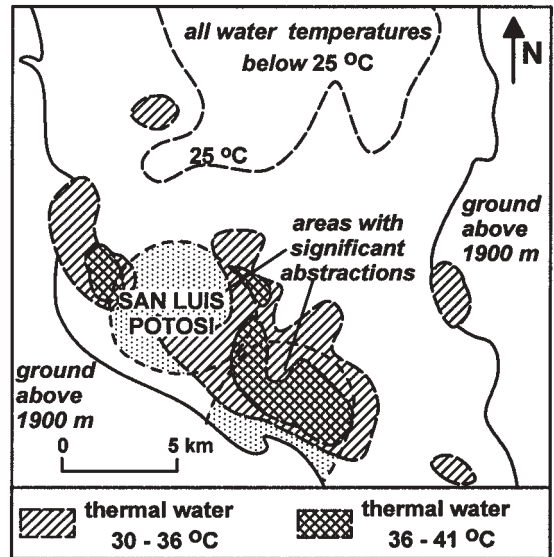 all water temperatures
below 25 °C
N
25 °C
areas with
significant
abstractions
ground
above
1900 m
SAN LUIS
POTOSI
ground
above
1900 m
0 5 km
thermal water
30 - 36 °C
thermal water
36 - 41 °C